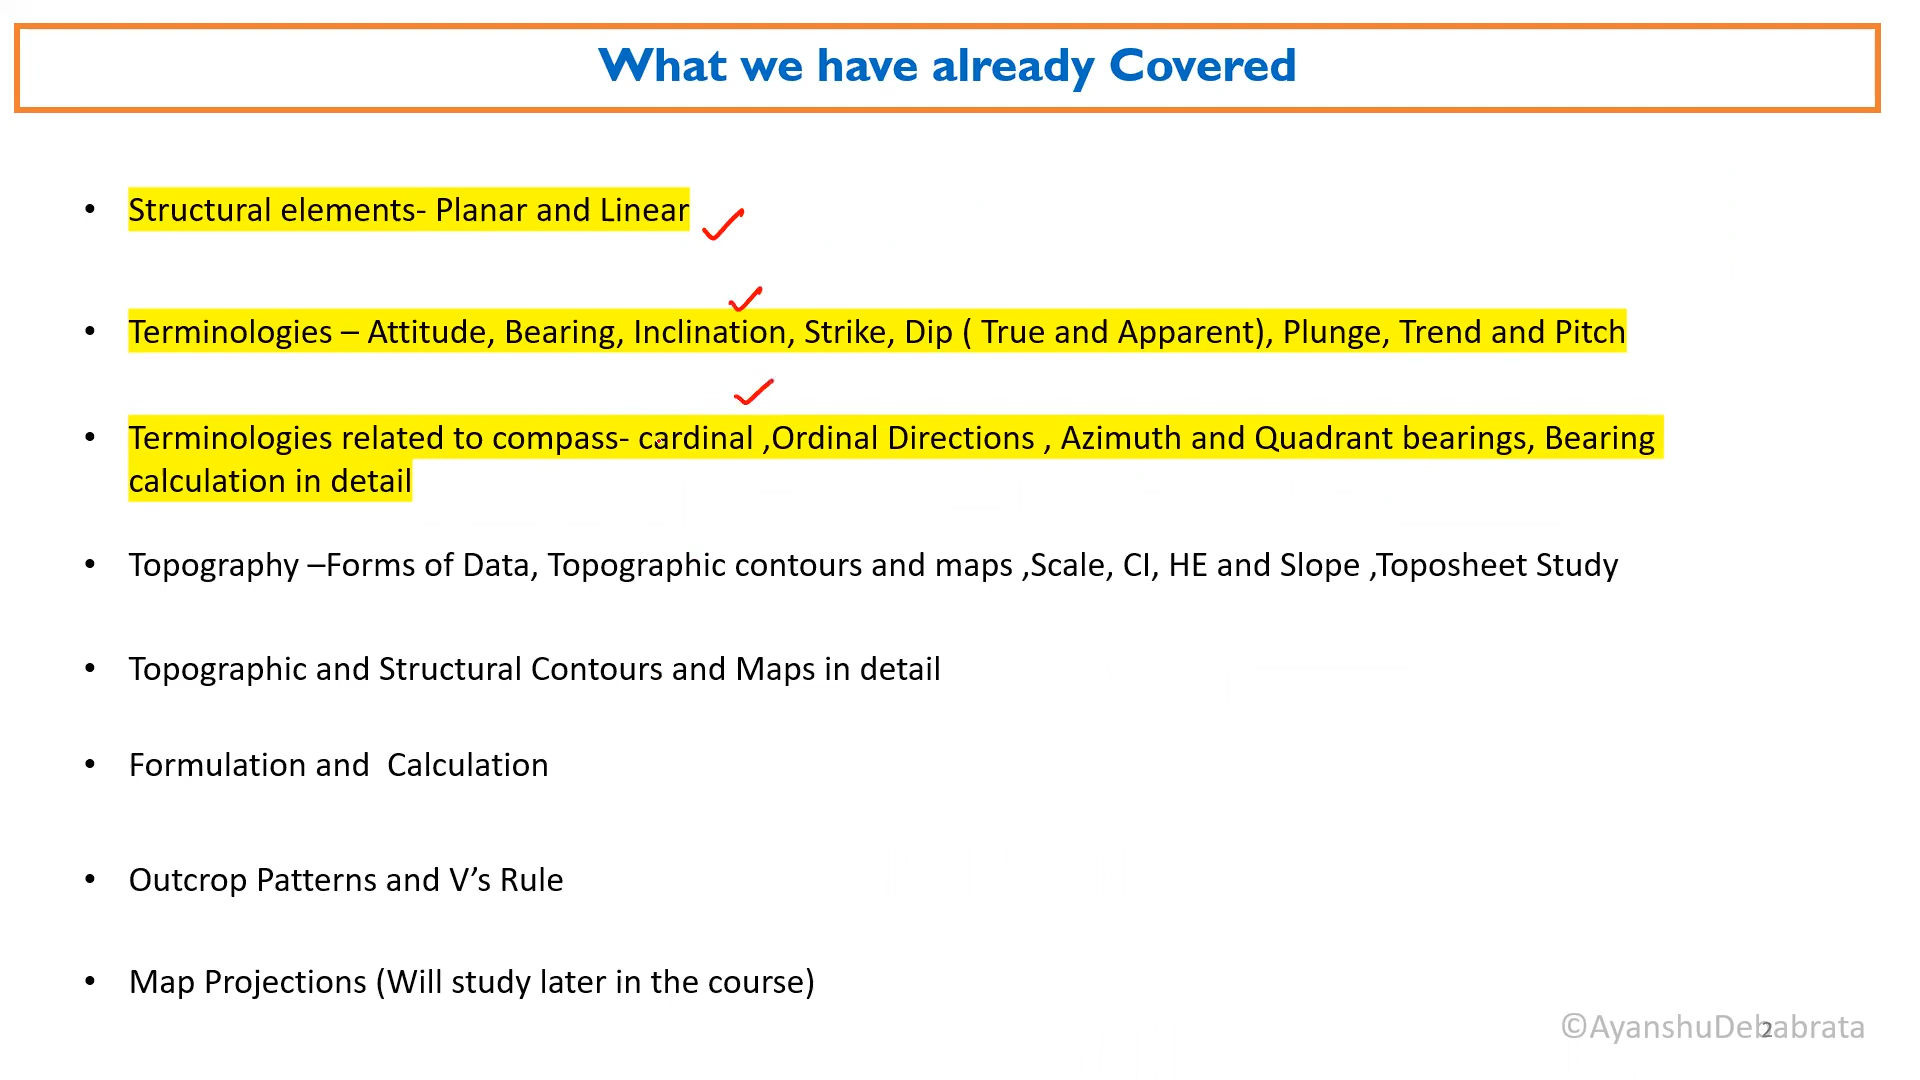 What we have already Covered
• Structural elements- Planar and Linear
• Terminologies – Attitude, Bearing, Inclination, Strike, Dip ( True and Apparent), Plunge, Trend and Pitch
• Terminologies related to compass- cardinal ,Ordinal Directions , Azimuth and Quadrant bearings, Bearing
calculation in detail
• Topography –Forms of Data, Topographic contours and maps ,Scale, CI, HE and Slope ,Toposheet Study
• Topographic and Structural Contours and Maps in detail
• Formulation and  Calculation
• Outcrop Patterns and V’s Rule
• Map Projections (Will study later in the course)
©AyanshuDebabrata
2